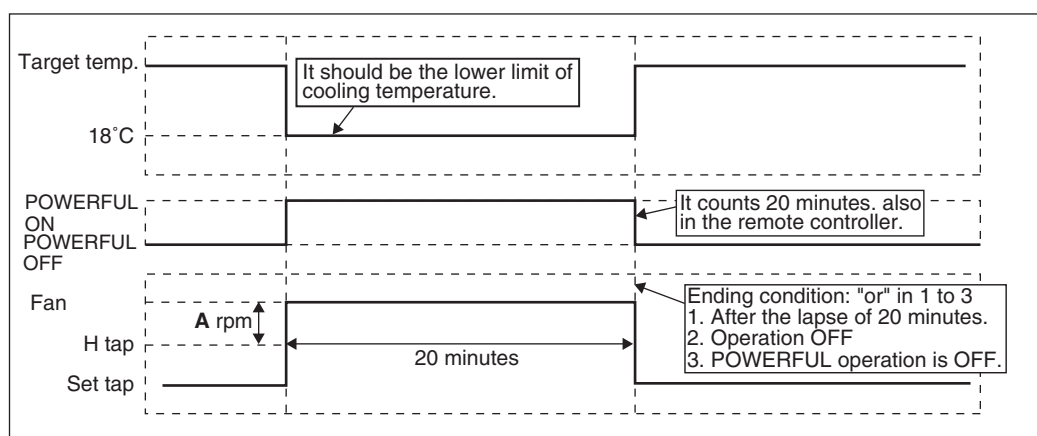 Target temp.
It should be the lower limit of
cooling temperature.
18˚C
POWERFUL
ON
POWERFUL
OFF
It counts 20 minutes. also
in the remote controller.
Fan
A rpm
H tap
Set tap
20 minutes
Ending condition: "or" in 1 to 3
1. After the lapse of 20 minutes.
2. Operation OFF
3. POWERFUL operation is OFF.